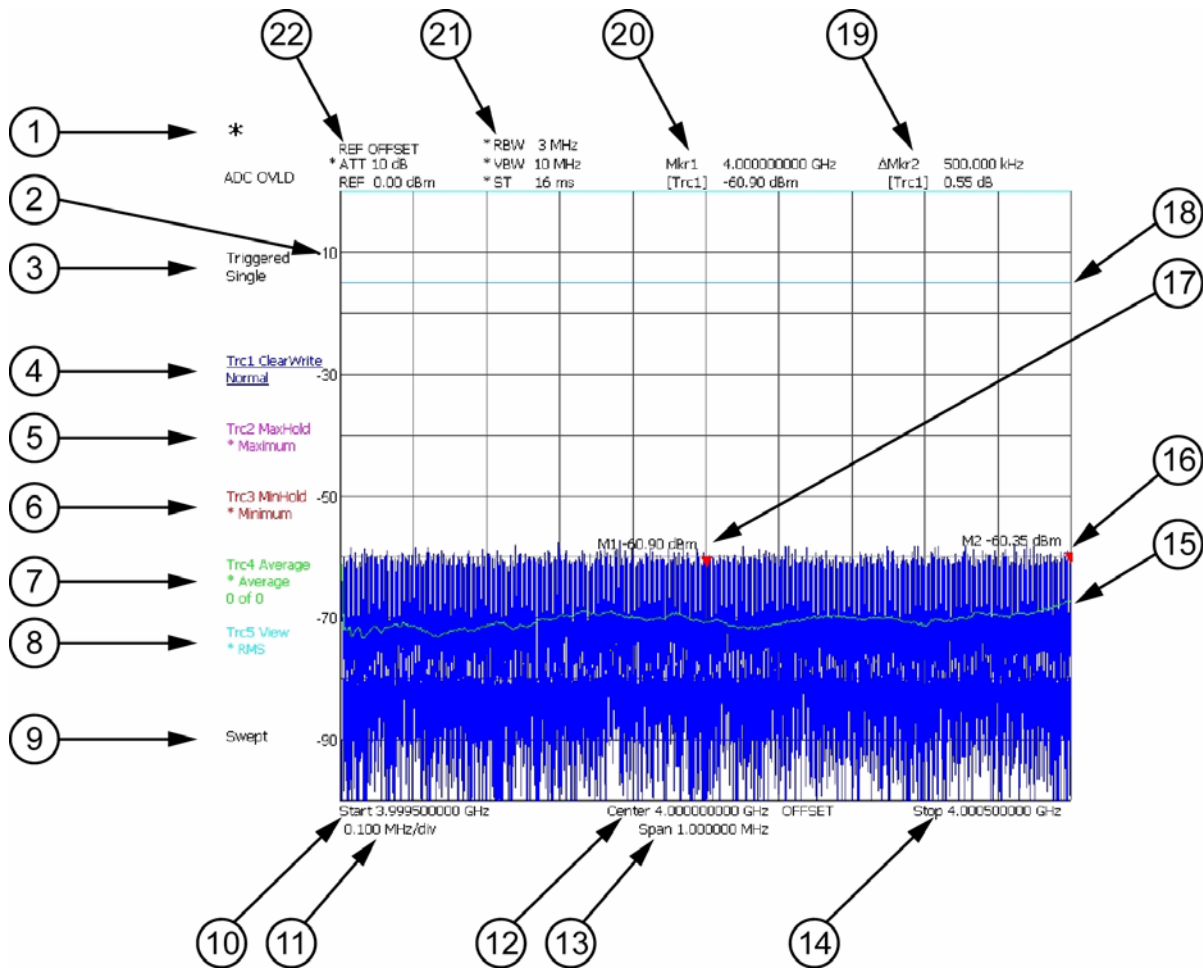 22
21
20
19
1
*
REF OFFSET
* ATT 10 dB
REF 0.00 dBm
* RBW 3 MHz
* VBW 10 MHz
* ST 16 ms
Mkr1 4.000000000 GHz
[Trc1] -60.90 dBm
ΔMkr2 500.000 kHz
[Trc1] 0.55 dB
ADC OVLD
2
-10
18
3
Triggered
Single
17
4
Trc1 ClearWrite
Normal
-30
5
Trc2 MaxHold
* Maximum
16
6
Trc3 MinHold
* Minimum
-50
M1 -60.90 dBm
M2 -60.35 dBm
15
7
Trc4 Average
* Average
0 of 0
-70
8
Trc5 View
* RMS
9
Swept
-90
Start 3.999500000 GHz
Center 4.000000000 GHz OFFSET
Stop 4.000500000 GHz
0.100 MHz/div
Span 1.000000 MHz
10
11
12
13
14